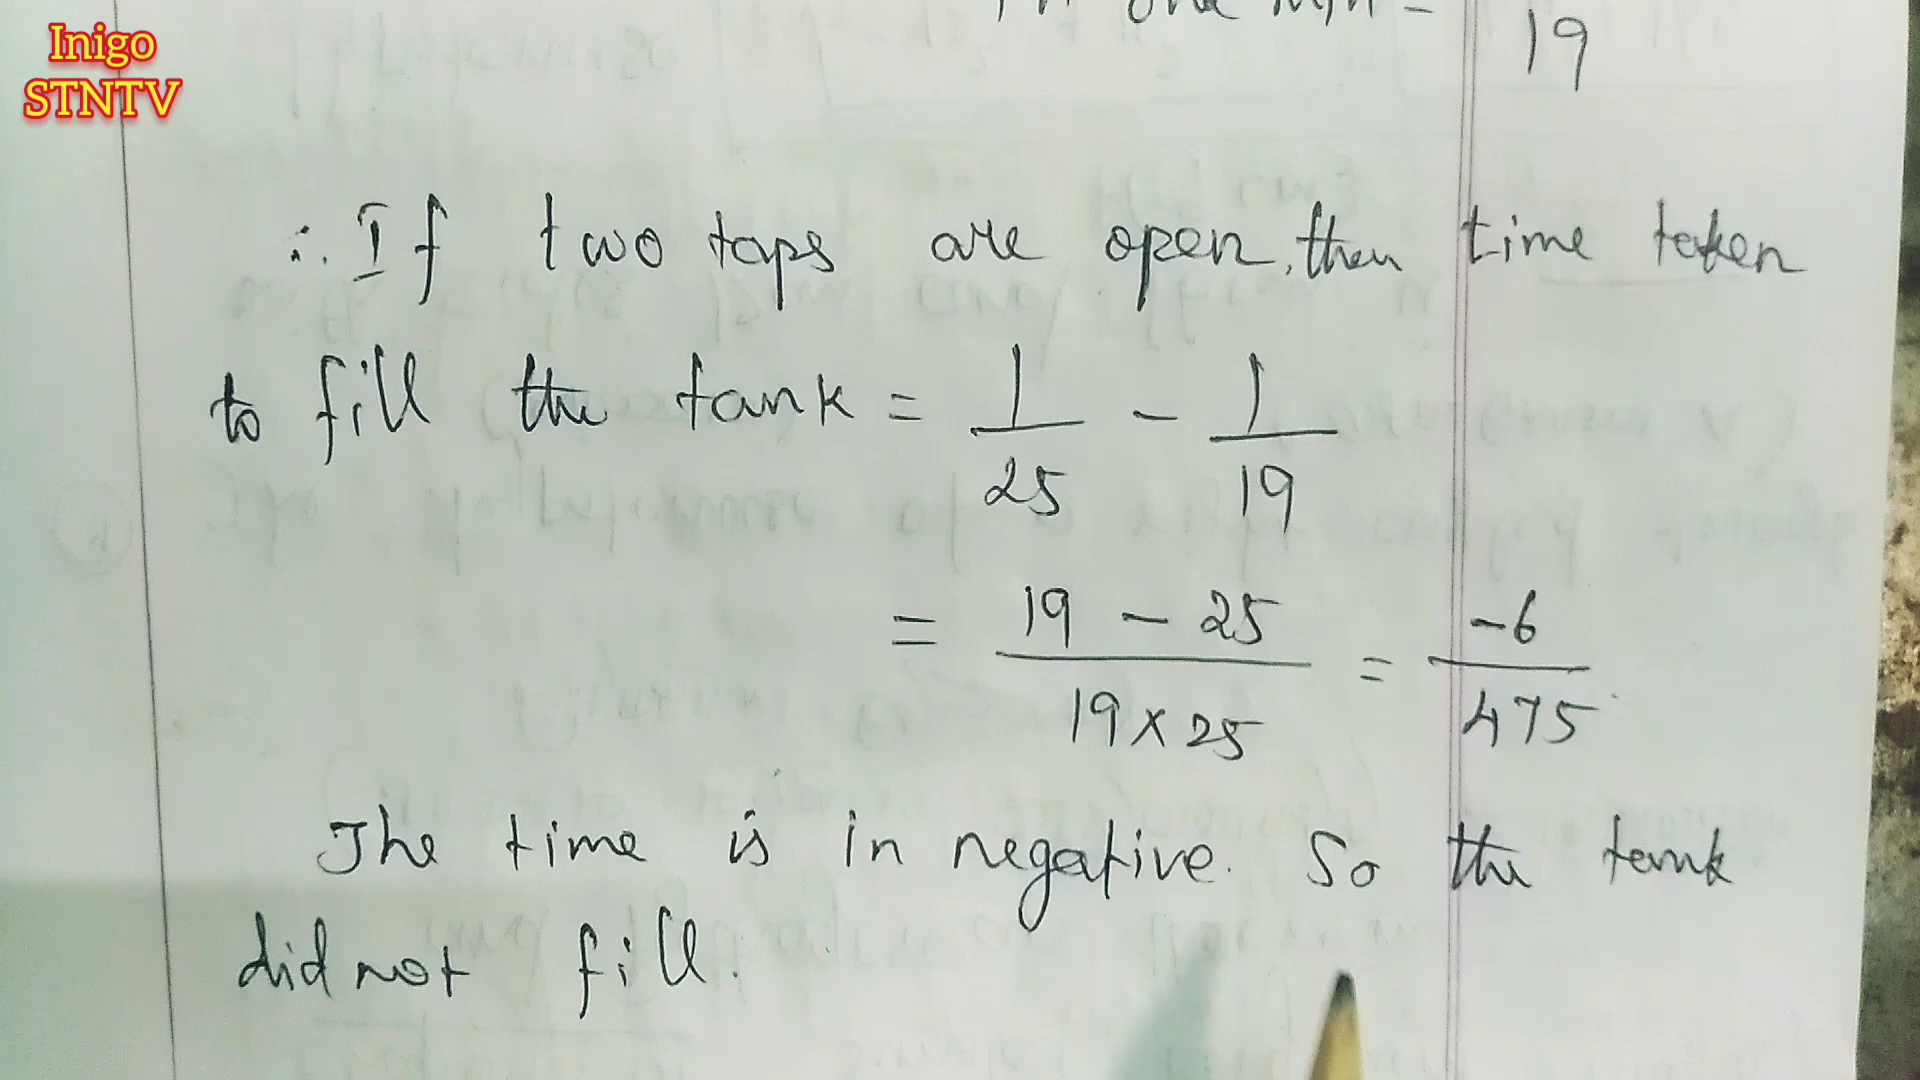 Inigo
STNTV
19
∴ If two taps are open, then time taken
to fill the tank = 1/25 - 1/19
= 19 - 25 / 19 x 25 = -6 / 475
The time is in negative. So the tank
did not fill.